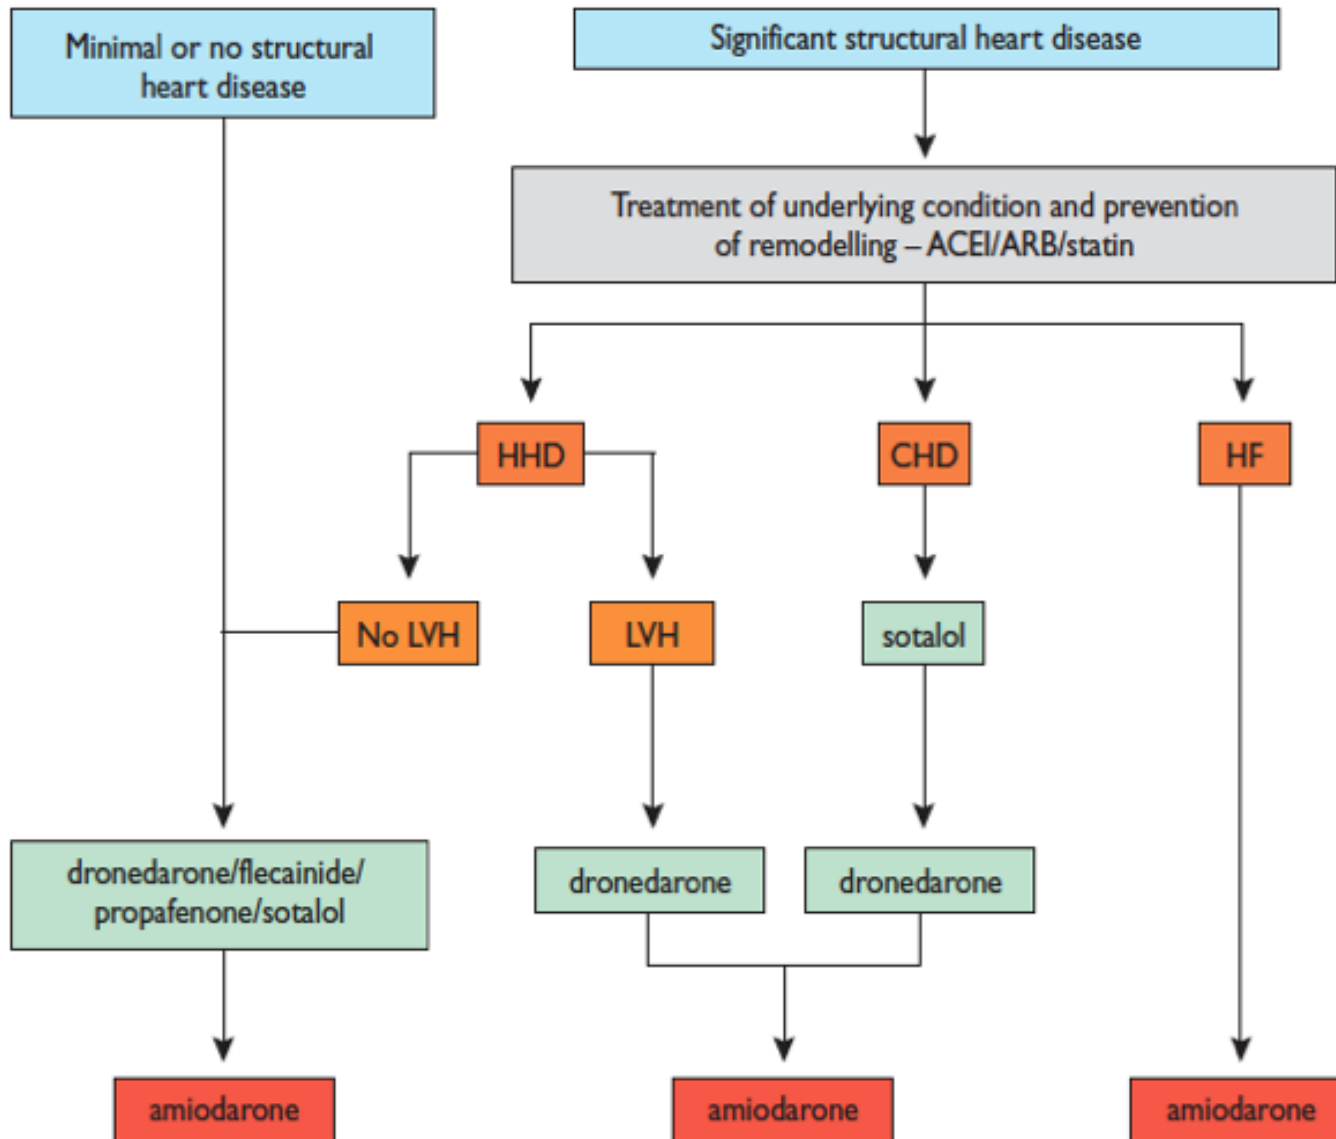 Minimal or no structural
heart disease
Significant structural heart disease
Treatment of underlying condition and prevention
of remodelling – ACEI/ARB/statin
HHD
CHD
HF
No LVH
LVH
sotalol
dronedarone/flecainide/
propafenone/sotalol
dronedarone
dronedarone
amiodarone
amiodarone
amiodarone